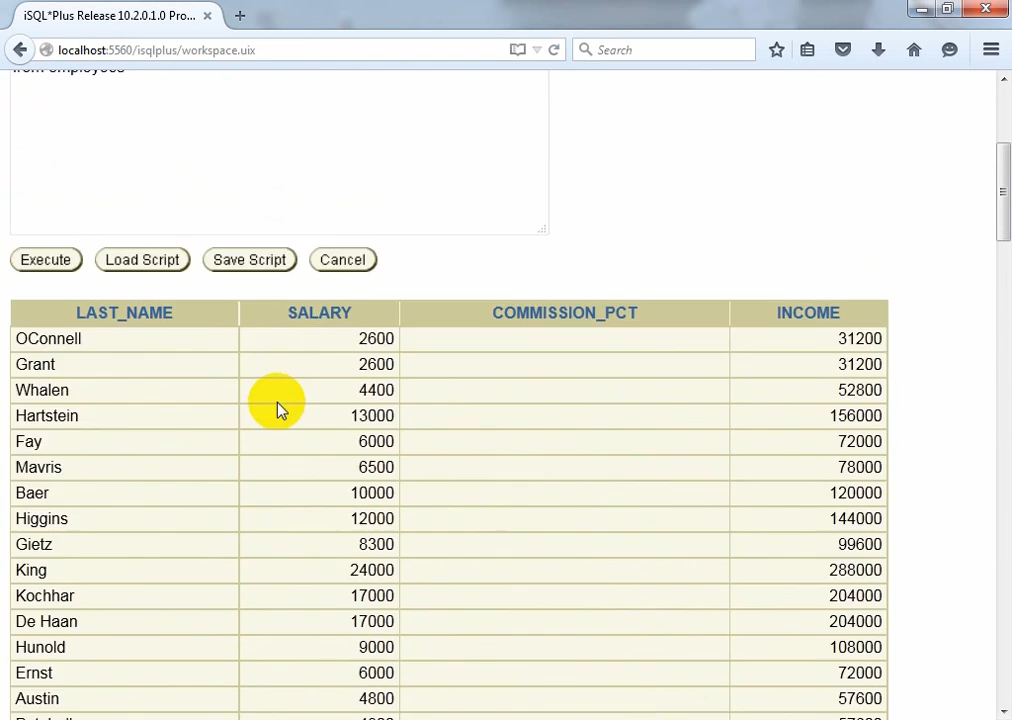 iSQL*Plus Release 10.2.0.1.0 Pro...
localhost:5560/isqlplus/workspace.uix
Search
from employees
Execute Load Script Save Script Cancel
LAST_NAME SALARY COMMISSION_PCT INCOME
OConnell 2600 31200
Grant 2600 31200
Whalen 4400 52800
Hartstein 13000 156000
Fay 6000 72000
Mavris 6500 78000
Baer 10000 120000
Higgins 12000 144000
Gietz 8300 99600
King 24000 288000
Kochhar 17000 204000
De Haan 17000 204000
Hunold 9000 108000
Ernst 6000 72000
Austin 4800 57600